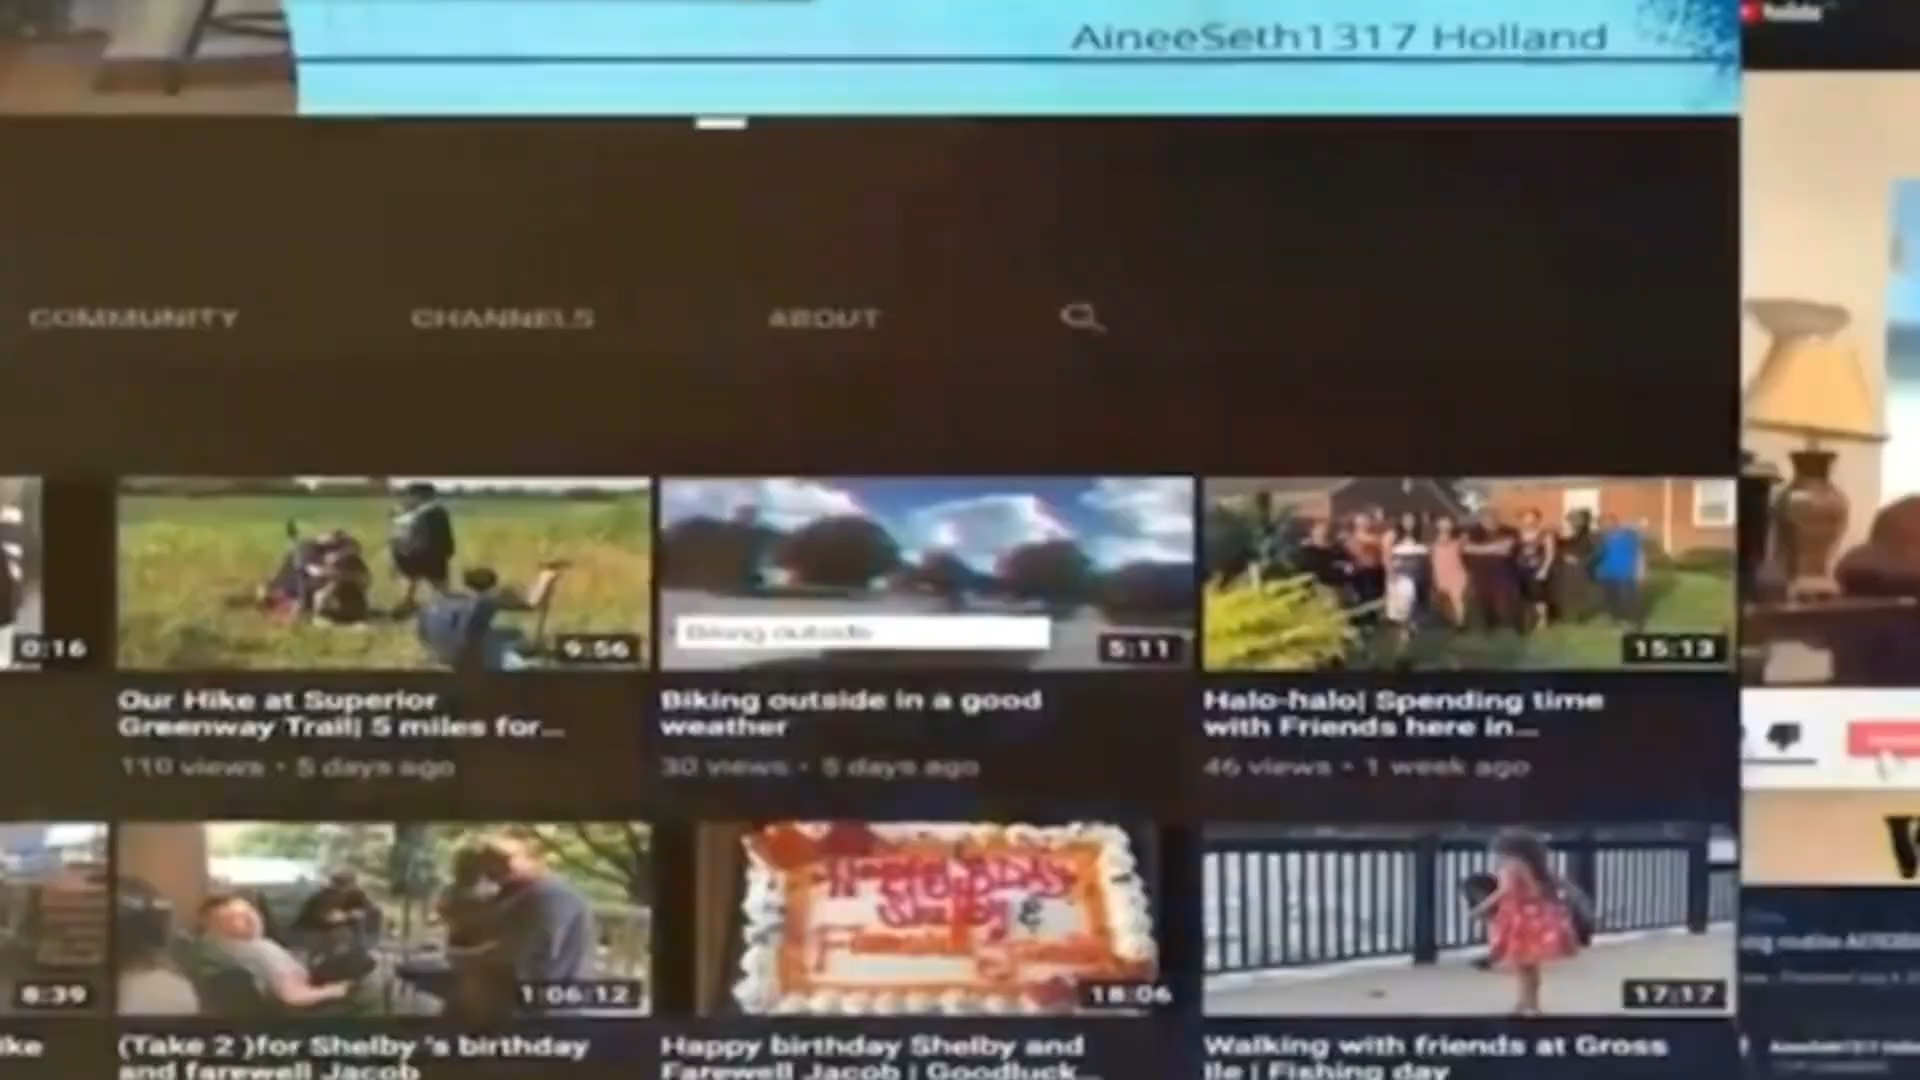 AineeSeth1317 Holland
YouTube
COMMUNITY
CHANNELS
ABOUT
0:16
9:56
Biking outside
5:11
15:13
Our Hike at Superior
Greenway Trail| 5 miles for...
110 views • 5 days ago
Biking outside in a good
weather
30 views • 5 days ago
Halo-halo| Spending time
with Friends here in...
46 views • 1 week ago
8:39
1:06:12
Shelby &
18:06
17:17
(Take 2 )for Shelby 's birthday
and farewell Jacob
Happy birthday Shelby and
Farewell Jacob | Goodluck...
Walking with friends at Gross
Ile | Fishing day